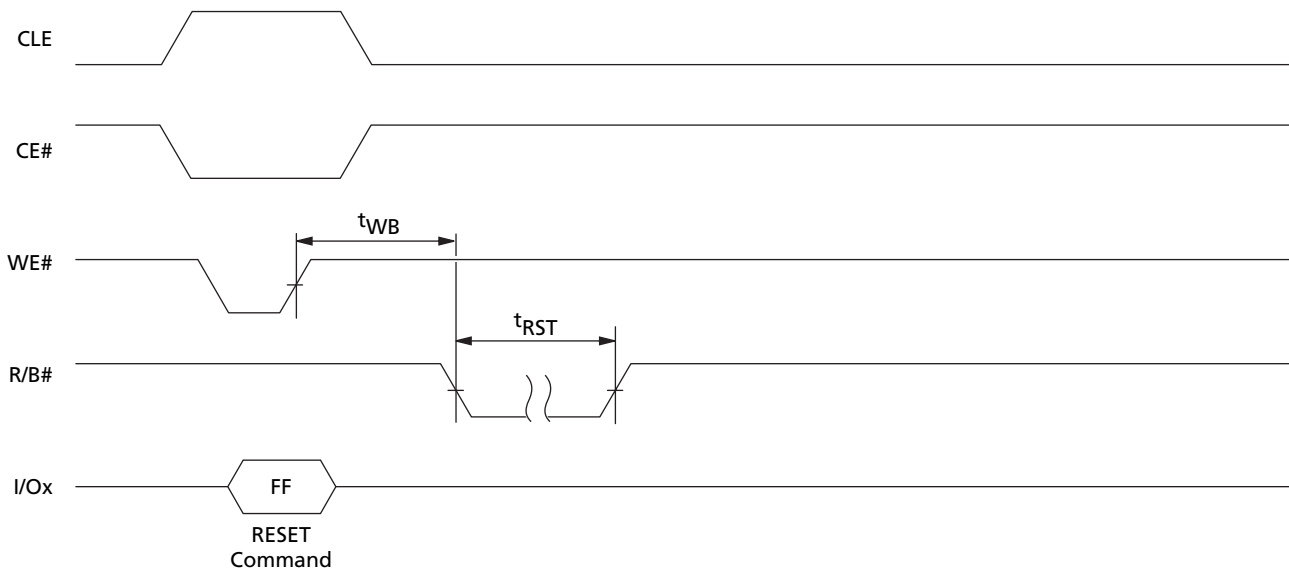 CLE
CE#
tWB
WE#
tRST
R/B#
I/Ox
FF
RESET
Command